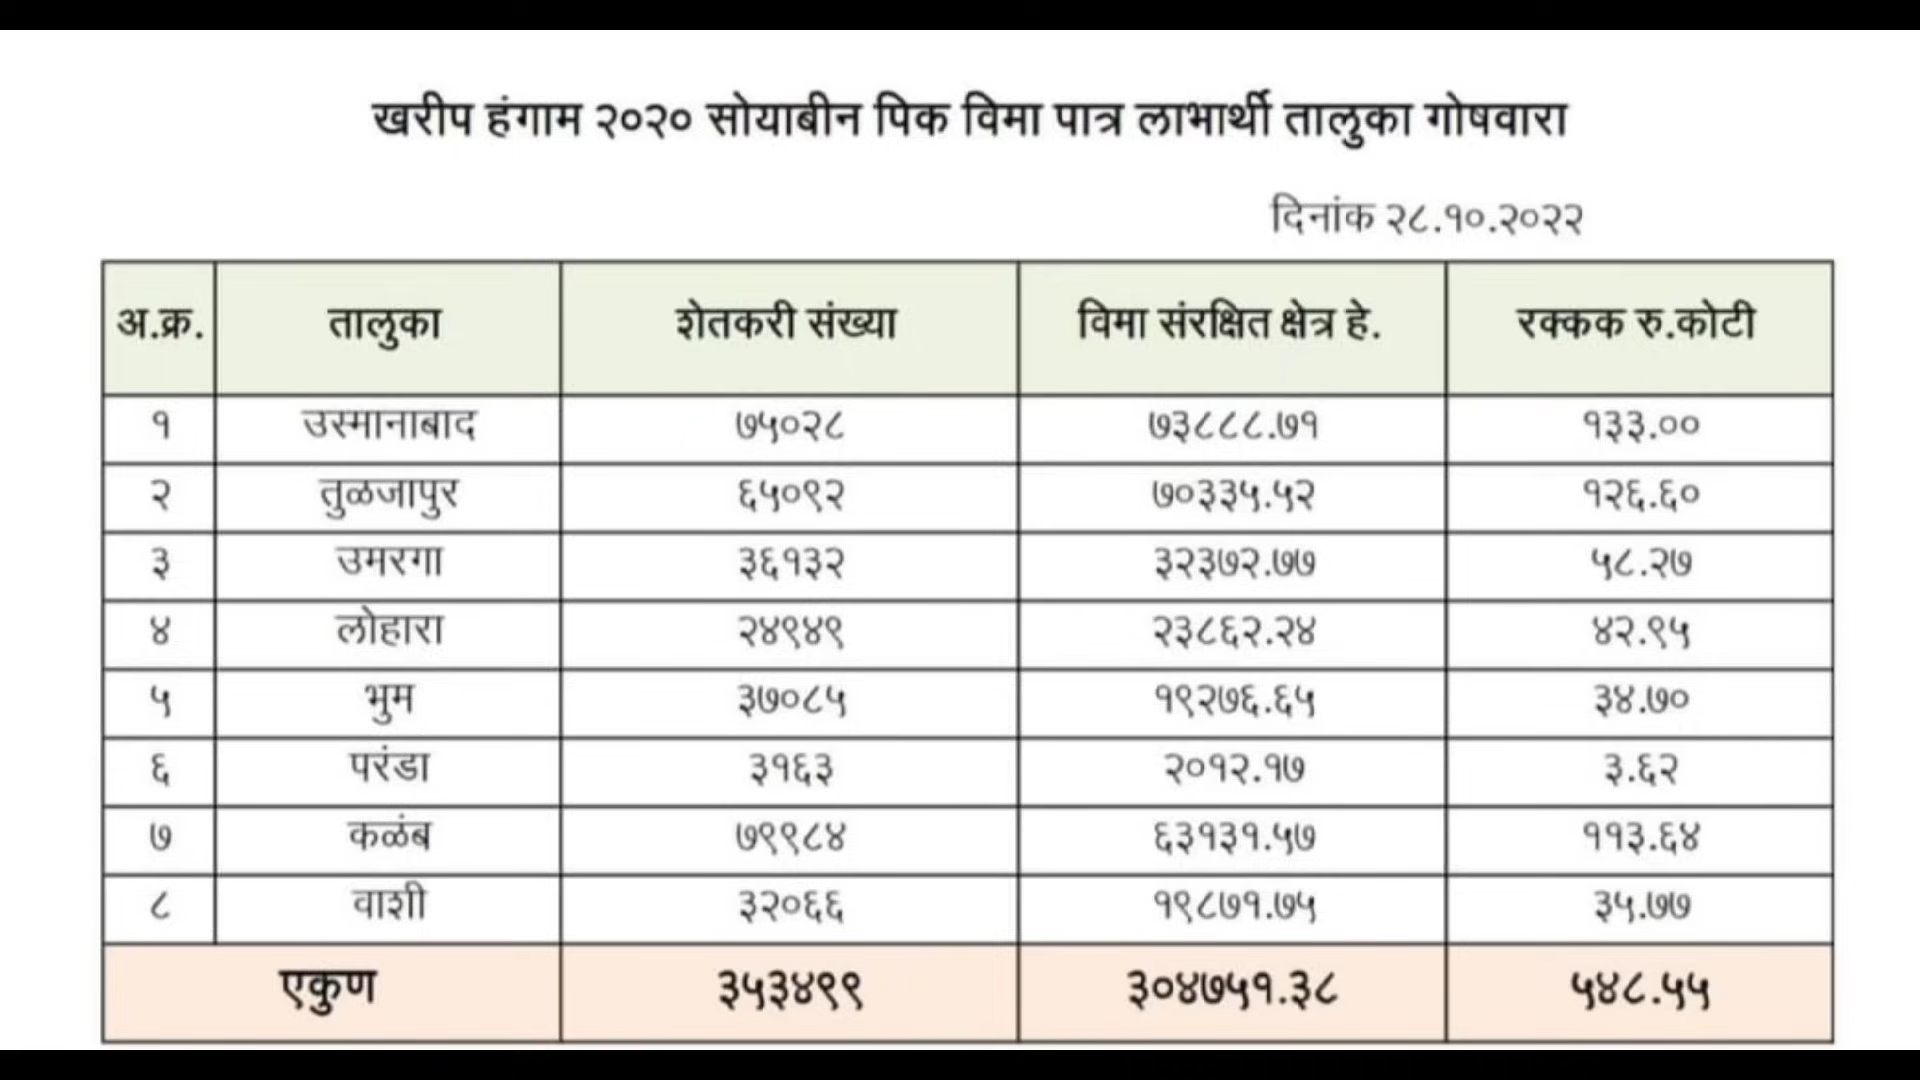 खरीप हंगाम २०२० सोयाबीन पिक विमा पात्र लाभार्थी तालुका गोषवारा
दिनांक २८.१०.२०२२
अ.क्र. तालुका शेतकरी संख्या विमा संरक्षित क्षेत्र हे. रक्कक रु.कोटी
१ उस्मानाबाद ७५०२८ ७३८८८.७१ १३३.००
२ तुळजापुर ६५०९२ ७०३३५.५२ १२६.६०
३ उमरगा ३६१३२ ३२३७२.७७ ५८.२७
४ लोहारा २४९४९ २३८६२.२४ ४२.९५
५ भुम ३७०८५ १९२७६.६५ ३४.७०
६ परंडा ३१६३ २०१२.१७ ३.६२
७ कळंब ७९९८४ ६३१३१.५७ ११३.६४
८ वाशी ३२०६६ १९८७१.७५ ३५.७७
एकुण ३५३४९९ ३०४७५१.३८ ५४८.५५